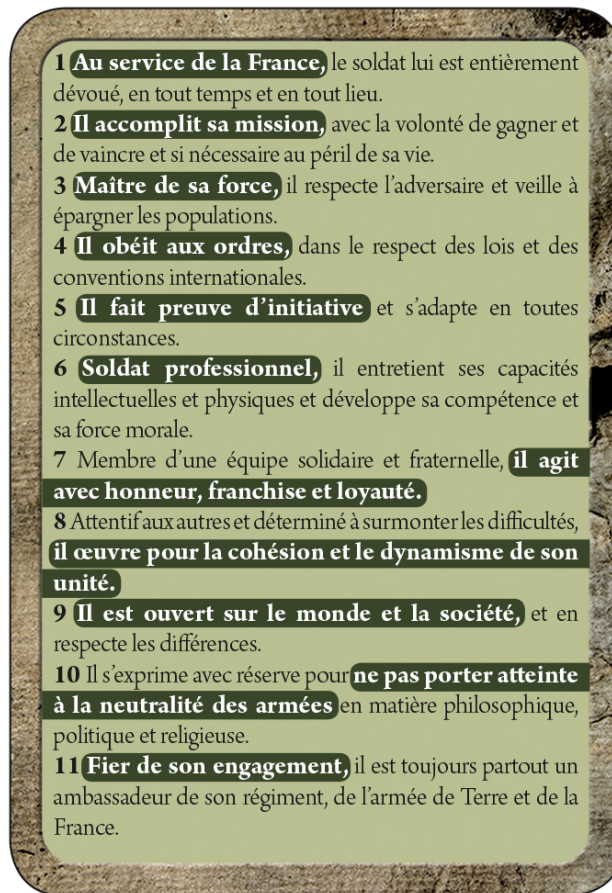 1 Au service de la France, le soldat lui est entièrement
dévoué, en tout temps et en tout lieu.
2 Il accomplit sa mission, avec la volonté de gagner et
de vaincre et si nécessaire au péril de sa vie.
3 Maître de sa force, il respecte l'adversaire et veille à
épargner les populations.
4 Il obéit aux ordres, dans le respect des lois et des
conventions internationales.
5 Il fait preuve d'initiative et s'adapte en toutes
circonstances.
6 Soldat professionnel, il entretient ses capacités
intellectuelles et physiques et développe sa compétence et
sa force morale.
7 Membre d'une équipe solidaire et fraternelle, il agit
avec honneur, franchise et loyauté.
8 Attentif aux autres et déterminé à surmonter les difficultés,
il œuvre pour la cohésion et le dynamisme de son
unité.
9 Il est ouvert sur le monde et la société, et en
respecte les différences.
10 Il s'exprime avec réserve pour ne pas porter atteinte
à la neutralité des armées en matière philosophique,
politique et religieuse.
11 Fier de son engagement, il est toujours partout un
ambassadeur de son régiment, de l'armée de Terre et de la
France.